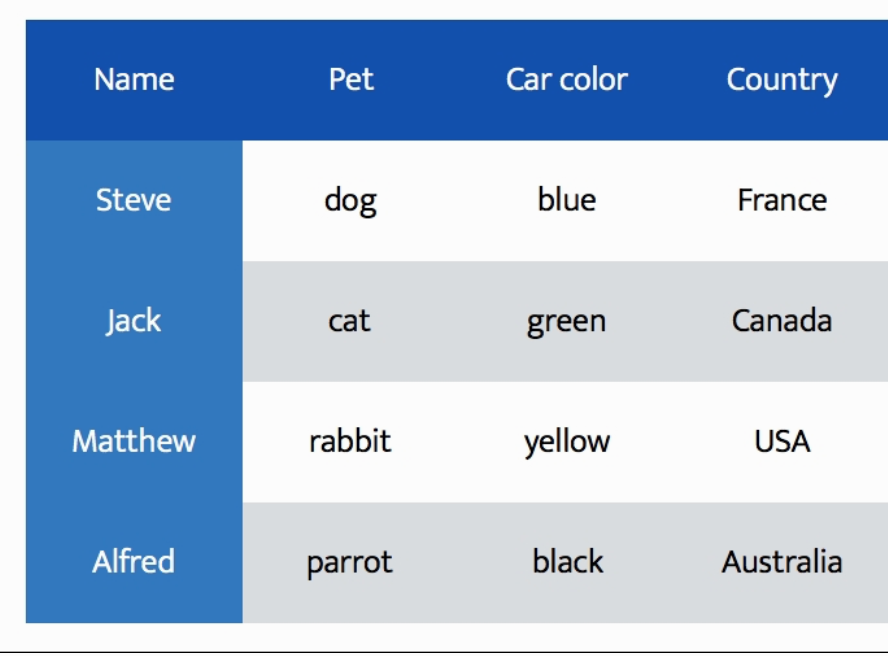 Name Pet Car color Country
Steve dog blue France
Jack cat green Canada
Matthew rabbit yellow USA
Alfred parrot black Australia